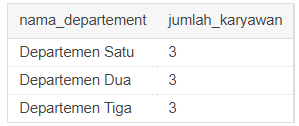 nama_departement jumlah_karyawan
Departemen Satu 3
Departemen Dua 3
Departemen Tiga 3